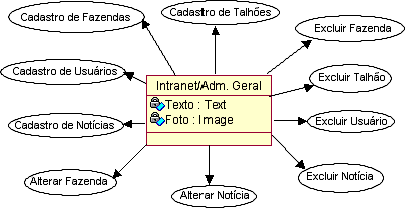 Cadastro de Fazendas
Cadastro de Talhões
Excluir Fazenda
Cadastro de Usuários
Intranet/Adm. Geral
Excluir Talhão
Texto : Text
Foto : Image
Cadastro de Notícias
Excluir Usuário
Alterar Fazenda
Alterar Notícia
Excluir Notícia